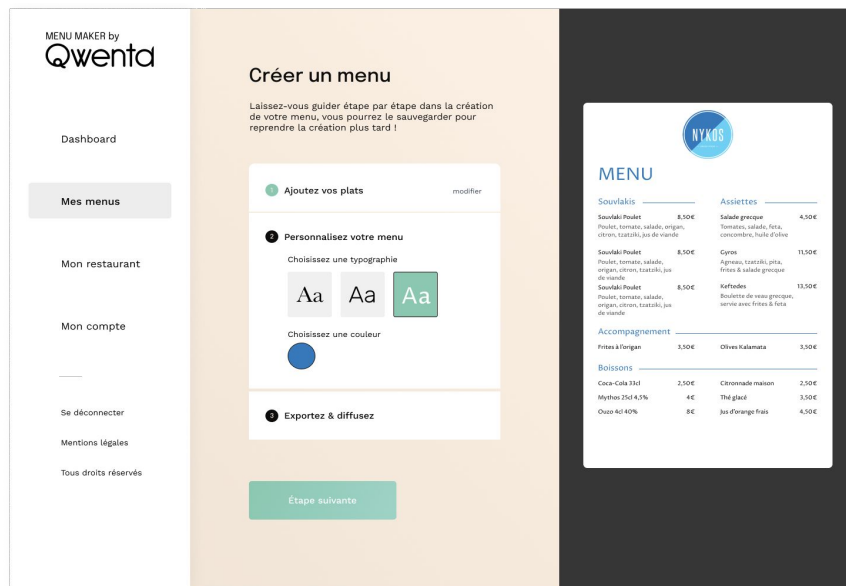 MENU MAKER by
Qwenta
Dashboard
Mes menus
Mon restaurant
Mon compte
Se déconnecter
Mentions légales
Tous droits réservés
Créer un menu
Laissez-vous guider étape par étape dans la création
de votre menu, vous pourrez le sauvegarder pour
reprendre la création plus tard !
1 Ajoutez vos plats modifier
2 Personnalisez votre menu
Choisissez une typographie
Aa Aa Aa
Choisissez une couleur
3 Exportez & diffusez
Étape suivante
NYKOS
MENU
Souvlakis
Souvlaki Poulet 8,50€
Poulet, tomate, salade, origan,
citron, tzatziki, jus de viande
Souvlaki Poulet 8,50€
Poulet, tomate, salade,
origan, citron, tzatziki, jus
de viande
Souvlaki Poulet 8,50€
Poulet, tomate, salade,
origan, citron, tzatziki, jus
de viande
Assiettes
Salade grecque 4,50€
Tomates, salade, feta,
concombre, huile d'olive
Gyros 11,50€
Agneau, tzatziki, pita,
frites & salade grecque
Keftedes 13,50€
Boulette de veau grecque,
servie avec frites & feta
Accompagnement
Frites à l'origan 3,50€ Olives Kalamata 3,50€
Boissons
Coca-Cola 33cl 2,50€ Citronnade maison 2,50€
Mythos 25cl 4,5% 4€ Thé glacé 3,50€
Ouzo 4cl 40% 8€ Jus d'orange frais 4,50€